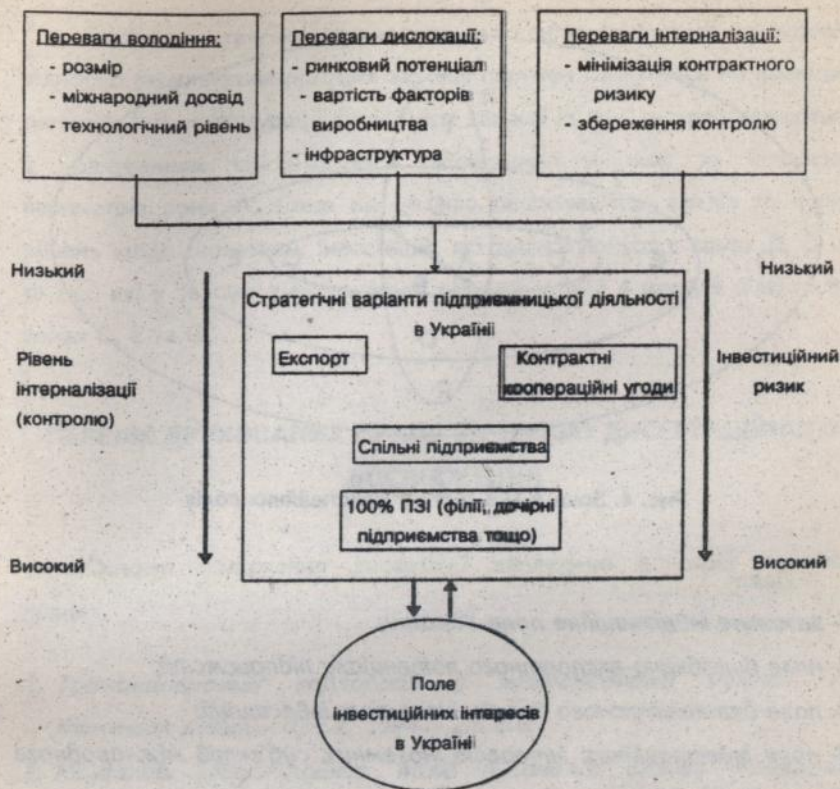 Переваги володіння:
- розмір
- міжнародний досвід
- технологічний рівень
Переваги дислокації:
- ринковий потенціал
- вартість факторів
виробництва
- інфраструктура
Переваги інтерналізації:
- мінімізація контрактного
ризику
- збереження контролю
Низький
Рівень
інтерналізації
(контролю)
Високий
Стратегічні варіанти підприємницької діяльності
в Україні
Експорт
Контрактні
коопераційні угоди
Спільні підприємства
100% ПЗІ (філії, дочірні
підприємства тощо)
Низький
Інвестиційний
ризик
Високий
Поле
інвестиційних інтересів
в Україні